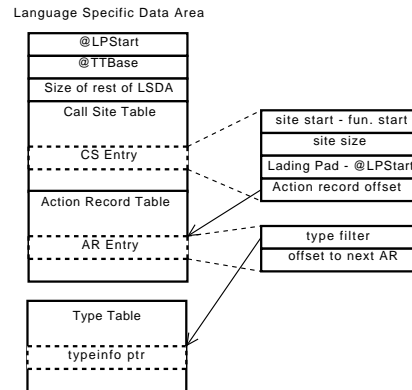 Language Specific Data Area
@LPStart
@TTBase
Size of rest of LSDA
Call Site Table
CS Entry
Action Record Table
AR Entry
Type Table
typeinfo ptr
site start - fun. start
site size
Lading Pad - @LPStart
Action record offset
type filter
offset to next AR